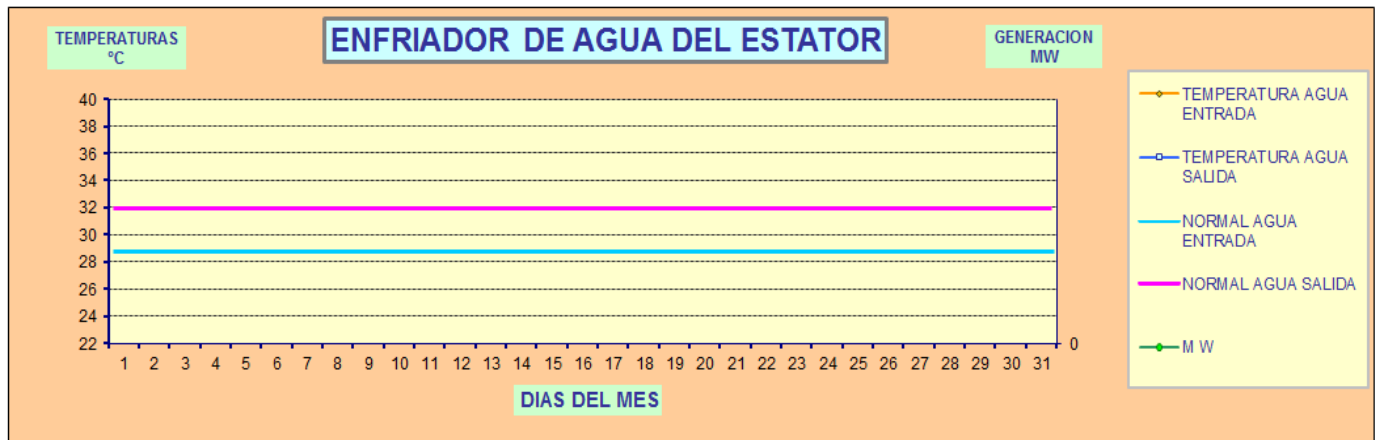 TEMPERATURAS
ºC
ENFRIADOR DE AGUA DEL ESTATOR
GENERACION
MW
40
38
36
34
32
30
28
26
24
22
0
1 2 3 4 5 6 7 8 9 10 11 12 13 14 15 16 17 18 19 20 21 22 23 24 25 26 27 28 29 30 31
DIAS DEL MES
TEMPERATURA AGUA
ENTRADA
TEMPERATURA AGUA
SALIDA
NORMAL AGUA
ENTRADA
NORMAL AGUA SALIDA
M W